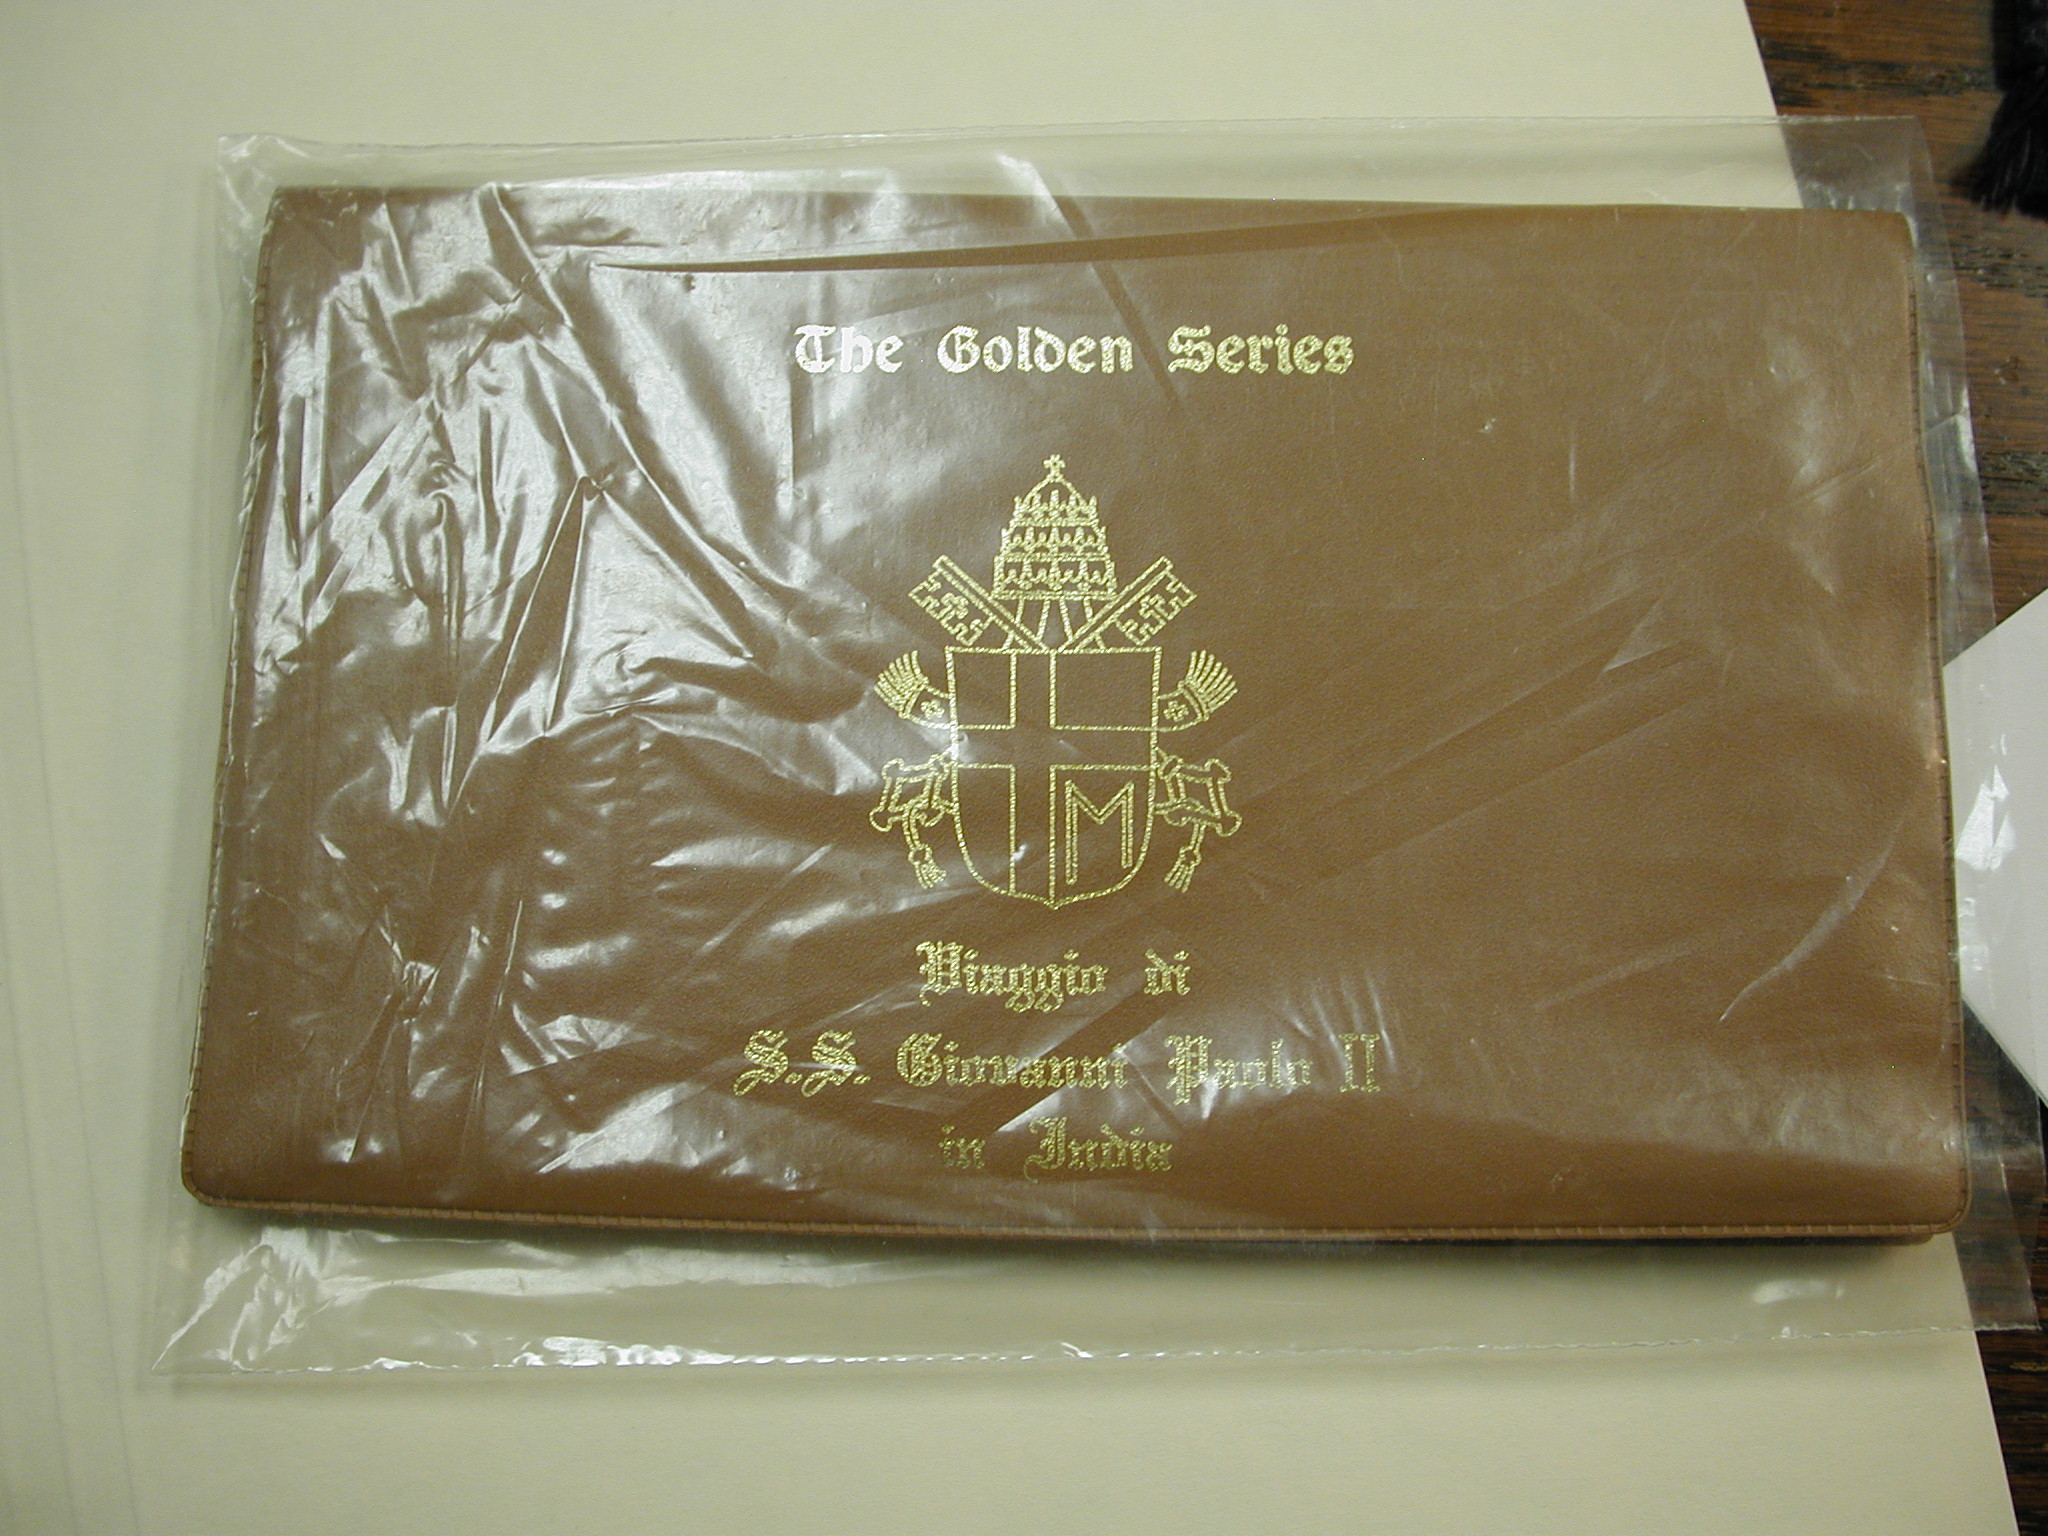 The Golden Series
M
Viaggio di
S.S. Giovanni Paolo II
in India